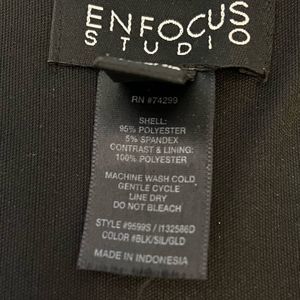 ENFOCUS
STUDIO
RN #74299
SHELL:
95% POLYESTER
5% SPANDEX
CONTRAST & LINING:
100% POLYESTER
MACHINE WASH COLD
GENTLE CYCLE
LINE DRY
DO NOT BLEACH
STYLE #9599S / I132586D
COLOR #BLK/SIL/GLD
MADE IN INDONESIA